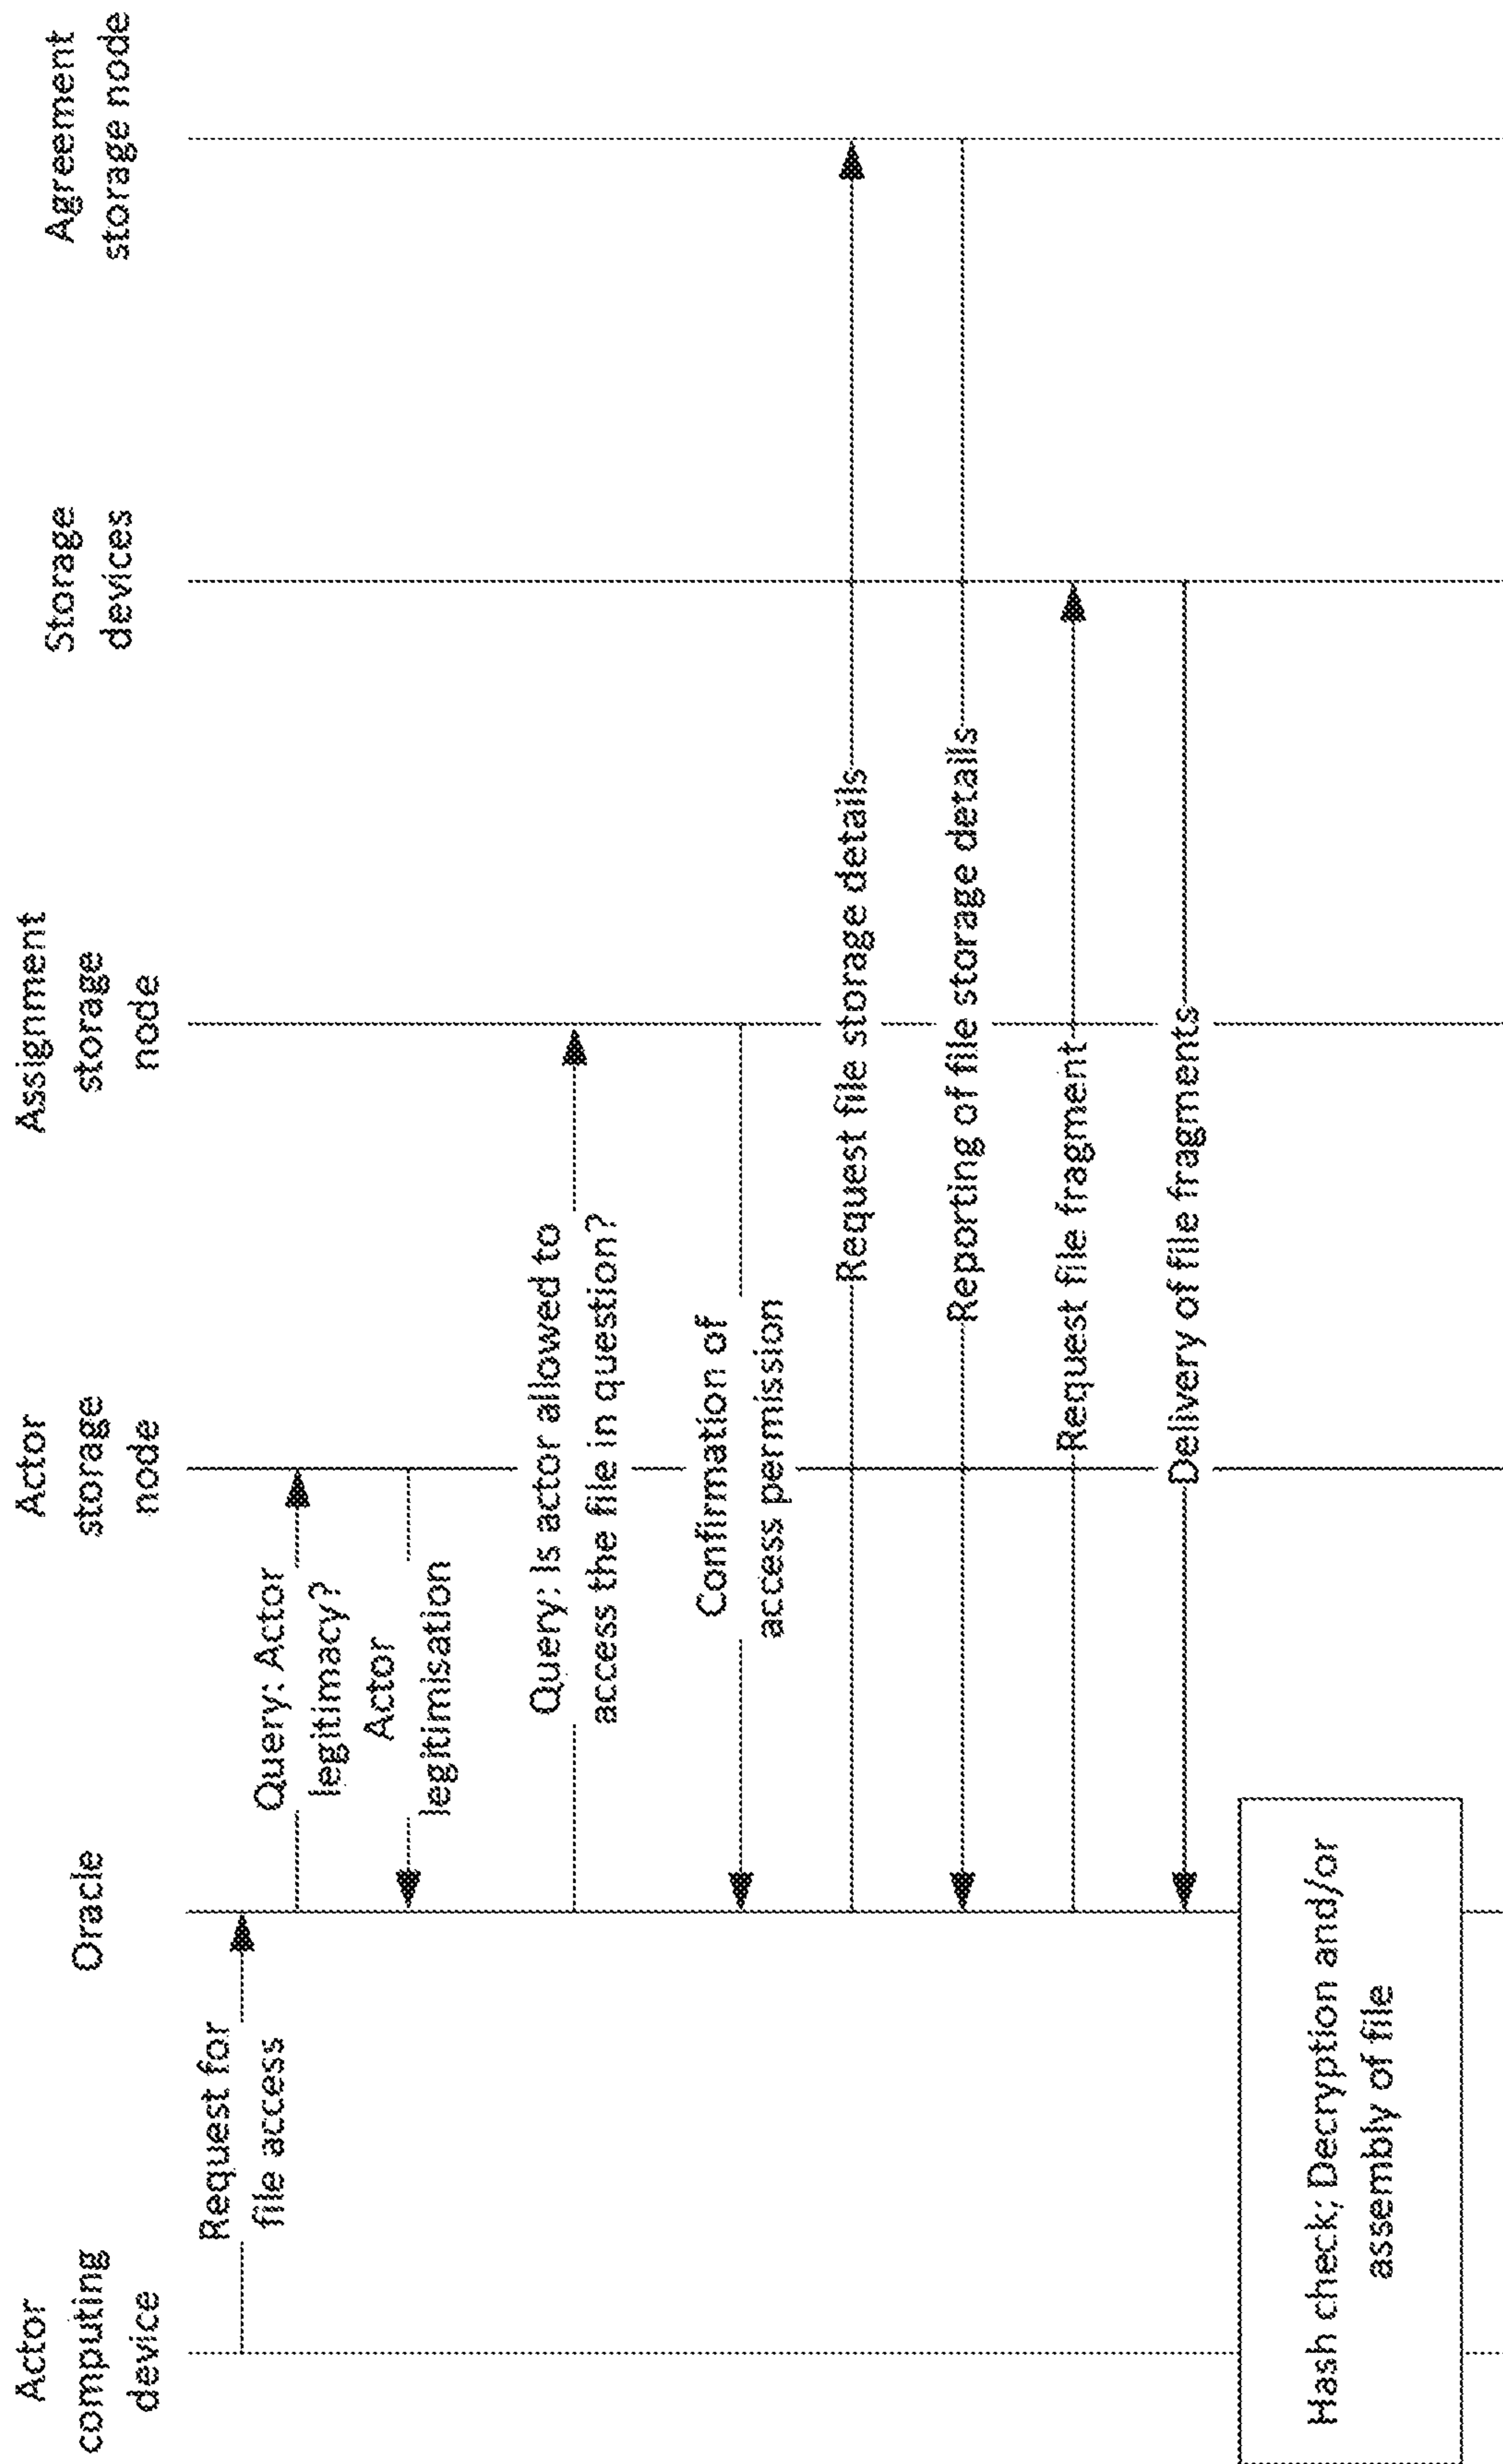 Actor
computing
device
Oracle
Actor
storage
node
Assignment
storage
node
Storage
devices
Agreement
storage node
Request for
file access
Query: Actor
legitimacy?
Actor
legitimisation
Query: Is actor allowed to
access the file in question?
Confirmation of
access permission
Request file storage details
Reporting of file storage details
Request file fragment
Delivery of file fragments
Hash check; Decryption and/or
assembly of file